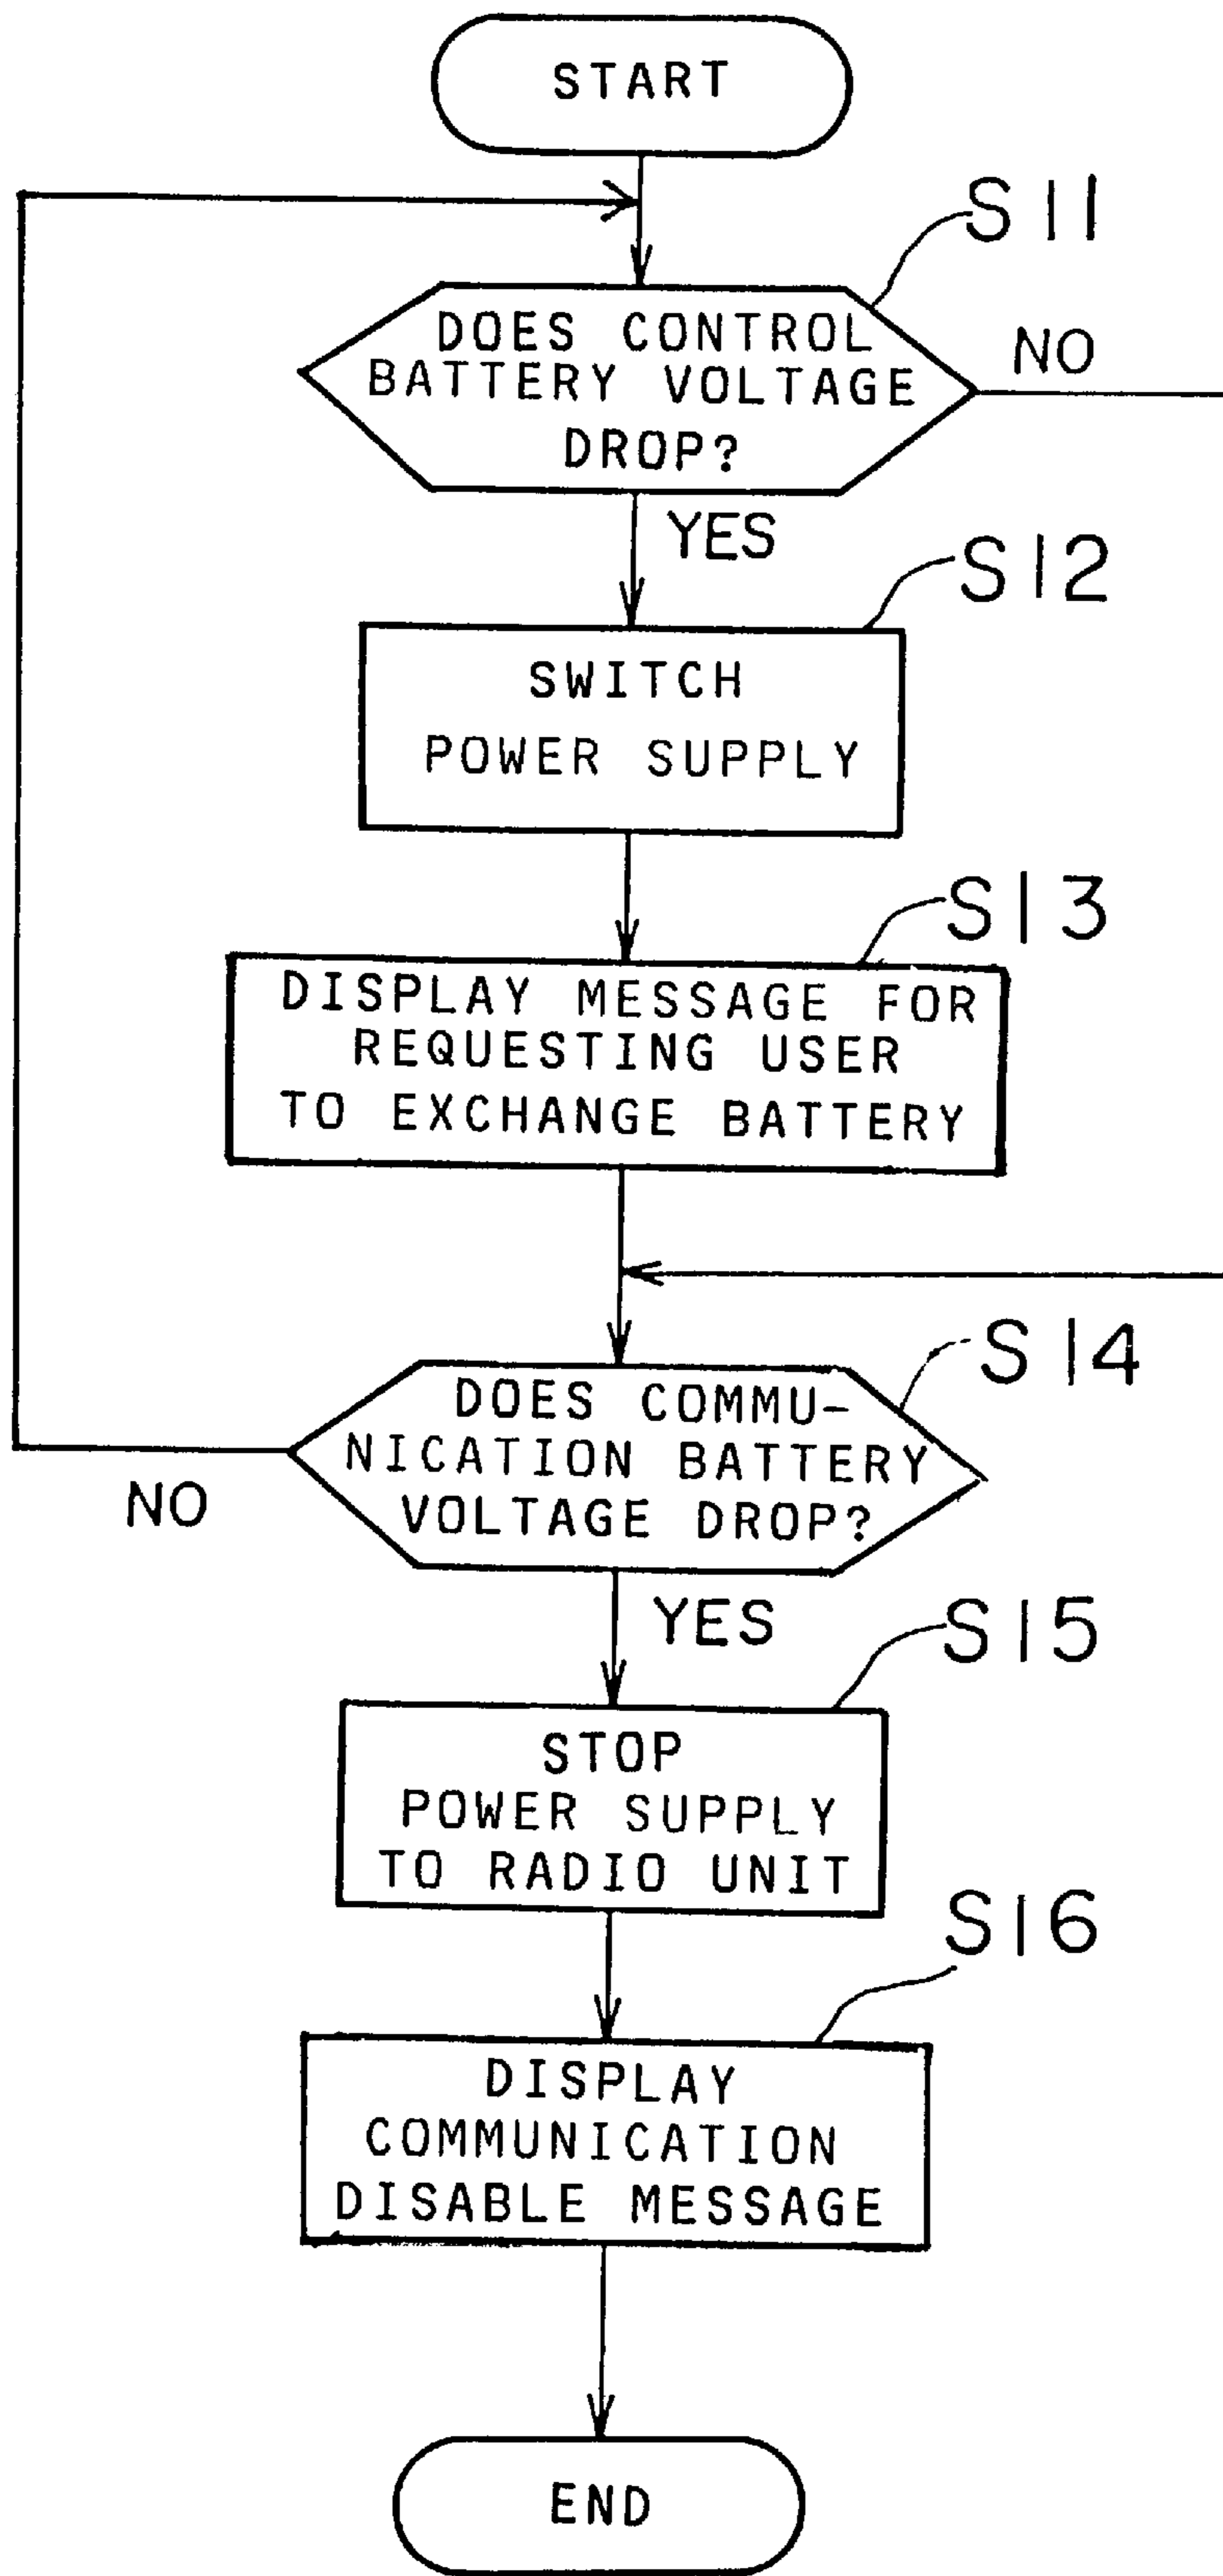 START
S11
DOES CONTROL
BATTERY VOLTAGE
DROP?
NO
YES
S12
SWITCH
POWER SUPPLY
S13
DISPLAY MESSAGE FOR
REQUESTING USER
TO EXCHANGE BATTERY
S14
DOES COMMU-
NICATION BATTERY
VOLTAGE DROP?
NO
YES
S15
STOP
POWER SUPPLY
TO RADIO UNIT
S16
DISPLAY
COMMUNICATION
DISABLE MESSAGE
END